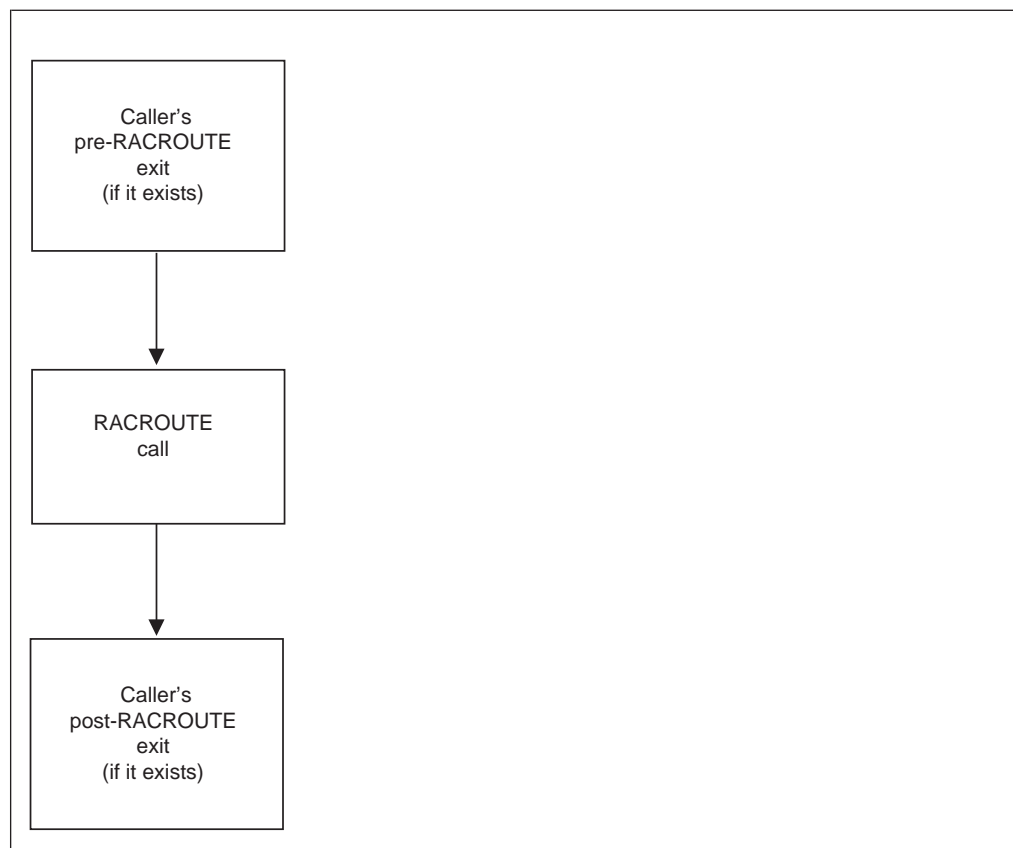 Caller's
pre-RACROUTE
exit
(if it exists)
RACROUTE
call
Caller's
post-RACROUTE
exit
(if it exists)